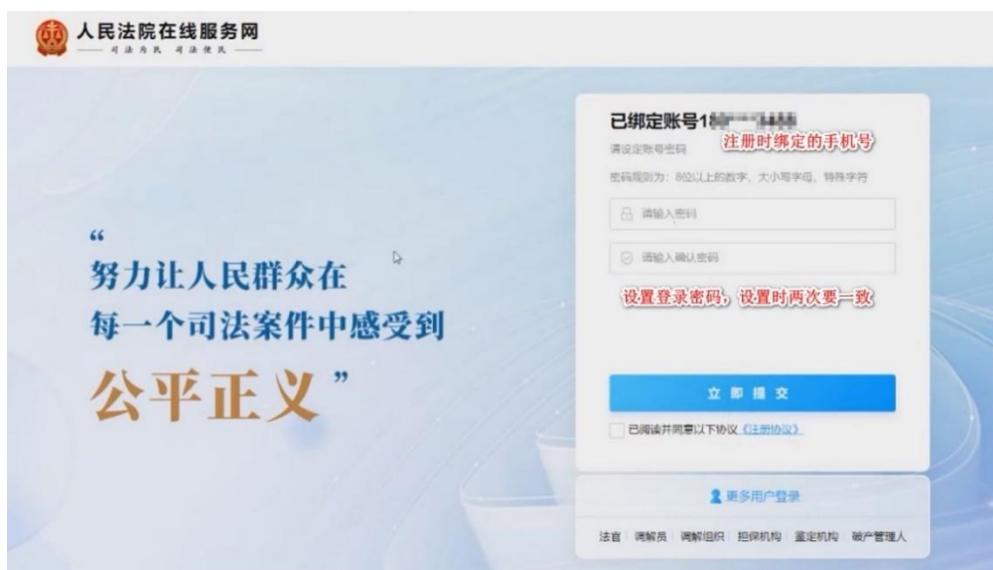 人民法院在线服务网
司法为民 司法便民
“
努力让人民群众在
每一个司法案件中感受到
公平正义”
已绑定账号1
注册时绑定的手机号
请设定账号密码
密码规则为：8位以上的数字、大小写字母、特殊字符
请输入密码
请输入确认密码
设置登录密码，设置时两次要一致
立即提交
已阅读并同意以下协议《注册协议》
更多用户登录
法官 调解员 调解组织 担保机构 鉴定机构 破产管理人